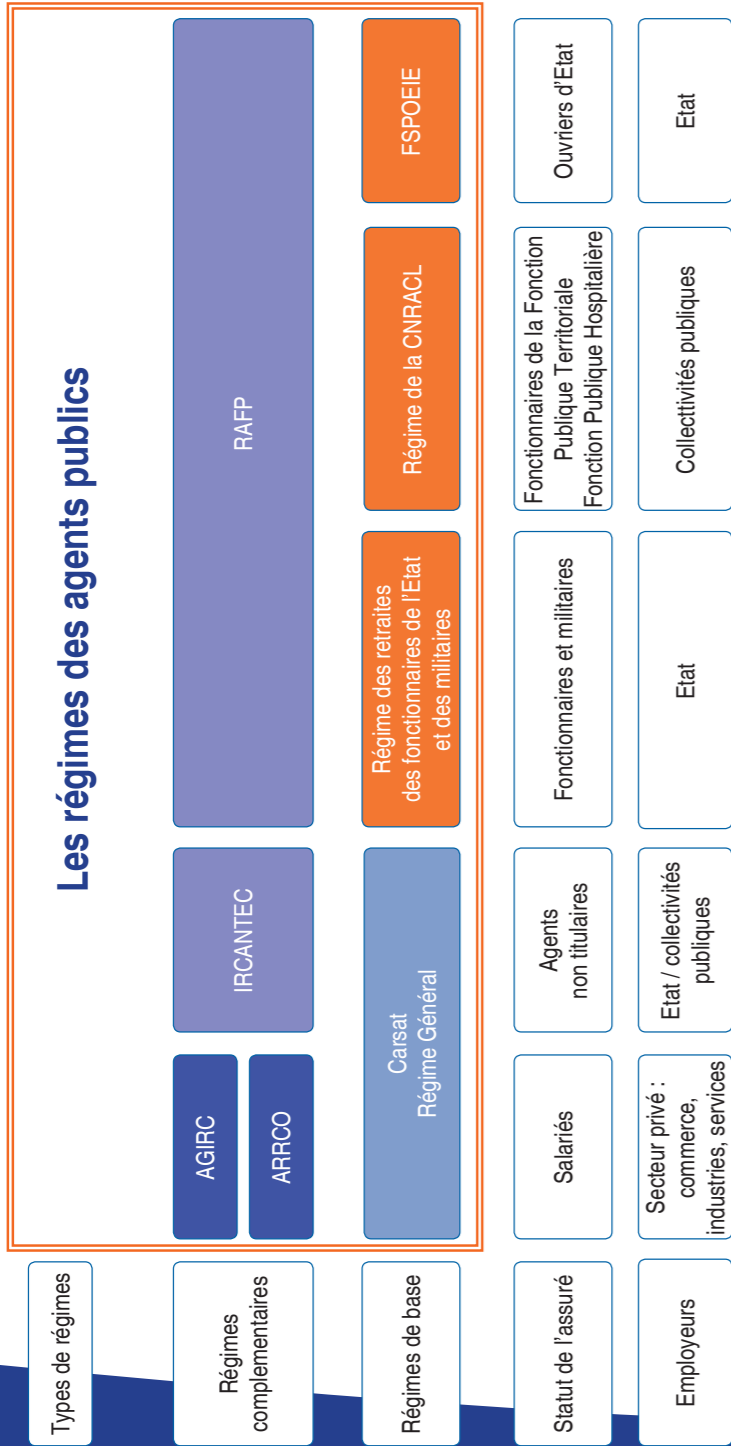 Les régimes des agents publics
Types de régimes
Régimes
complementaires
AGIRC
ARRCO
IRCANTEC
RAFP
Régimes de base
Carsat
Régime Général
Régime des retraites
des fonctionnaires de l'Etat
et des militaires
Régime de la CNRACL
FSPOEIE
Statut de l'assuré
Salariés
Agents
non titulaires
Fonctionnaires et militaires
Fonctionnaires de la Fonction
Publique Territoriale
Fonction Publique Hospitalière
Ouvriers d'Etat
Employeurs
Secteur privé :
commerce,
industries, services
Etat / collectivités
publiques
Etat
Collecttivités publiques
Etat